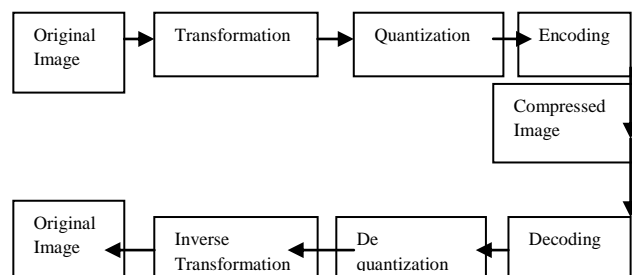 Original
Image
Transformation
Quantization
Encoding
Compressed
Image
Original
Image
Inverse
Transformation
De
quantization
Decoding